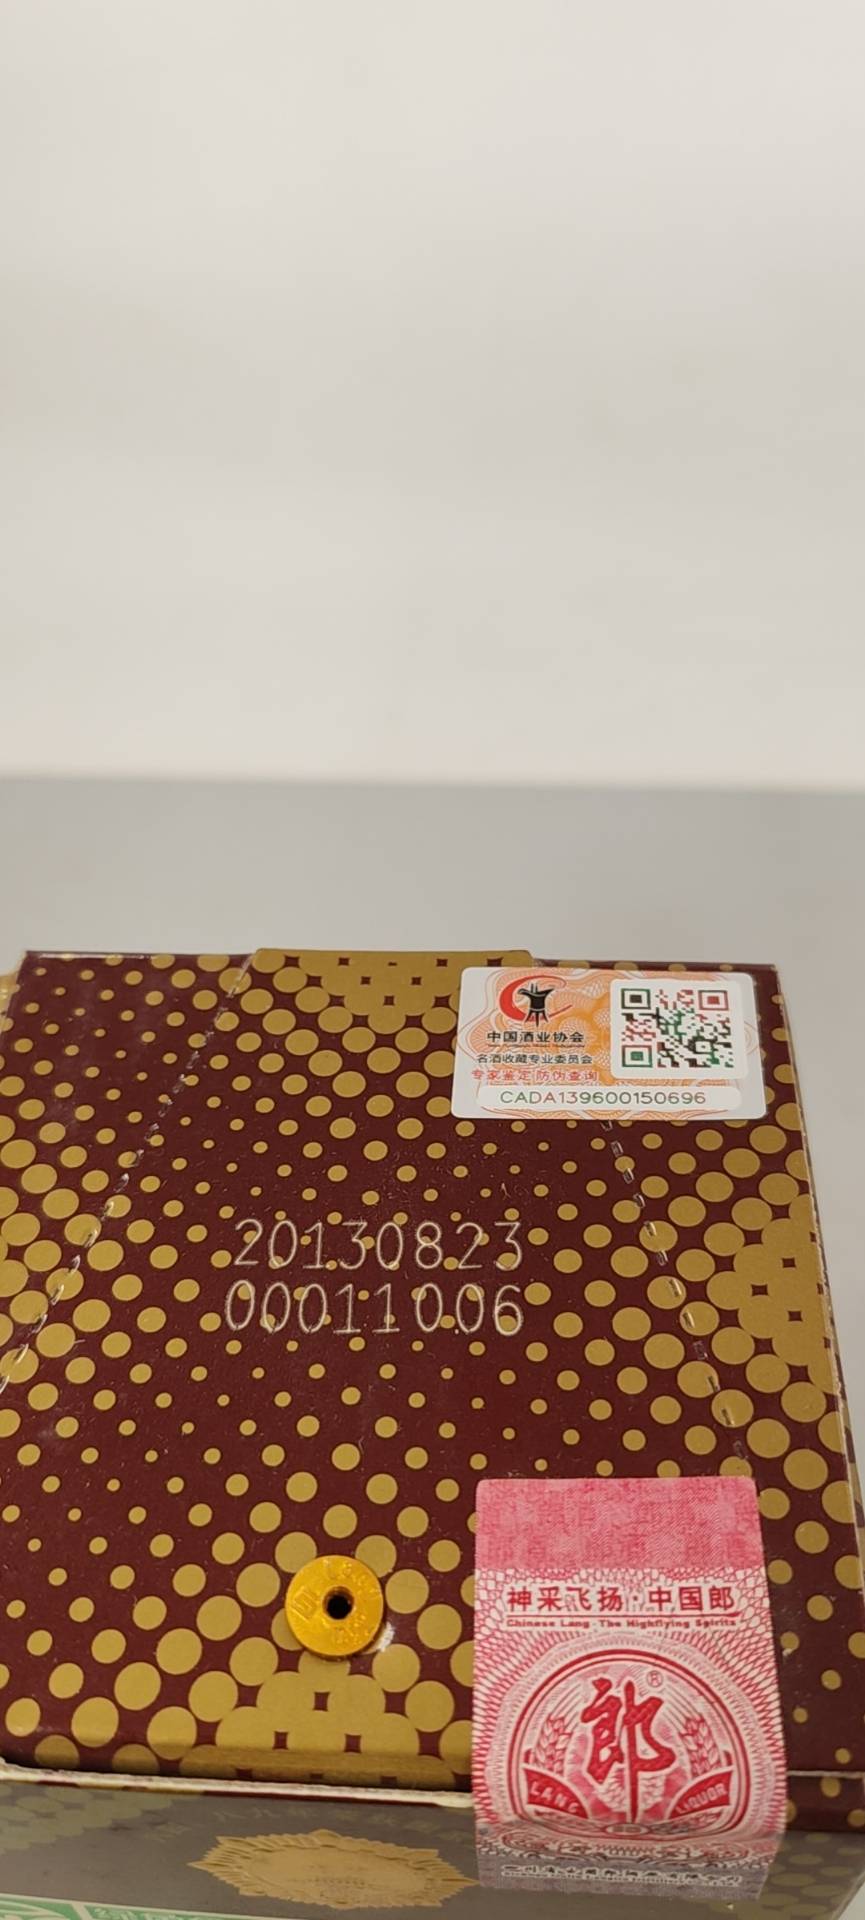 中国酒业协会
名酒收藏专业委员会
专家鉴定 防伪查询
CADA139600150696
20130823
00011006
神采飞扬·中国郎
Chinese Lang·The Highflying Spirits
郎®
LANG LIQUOR